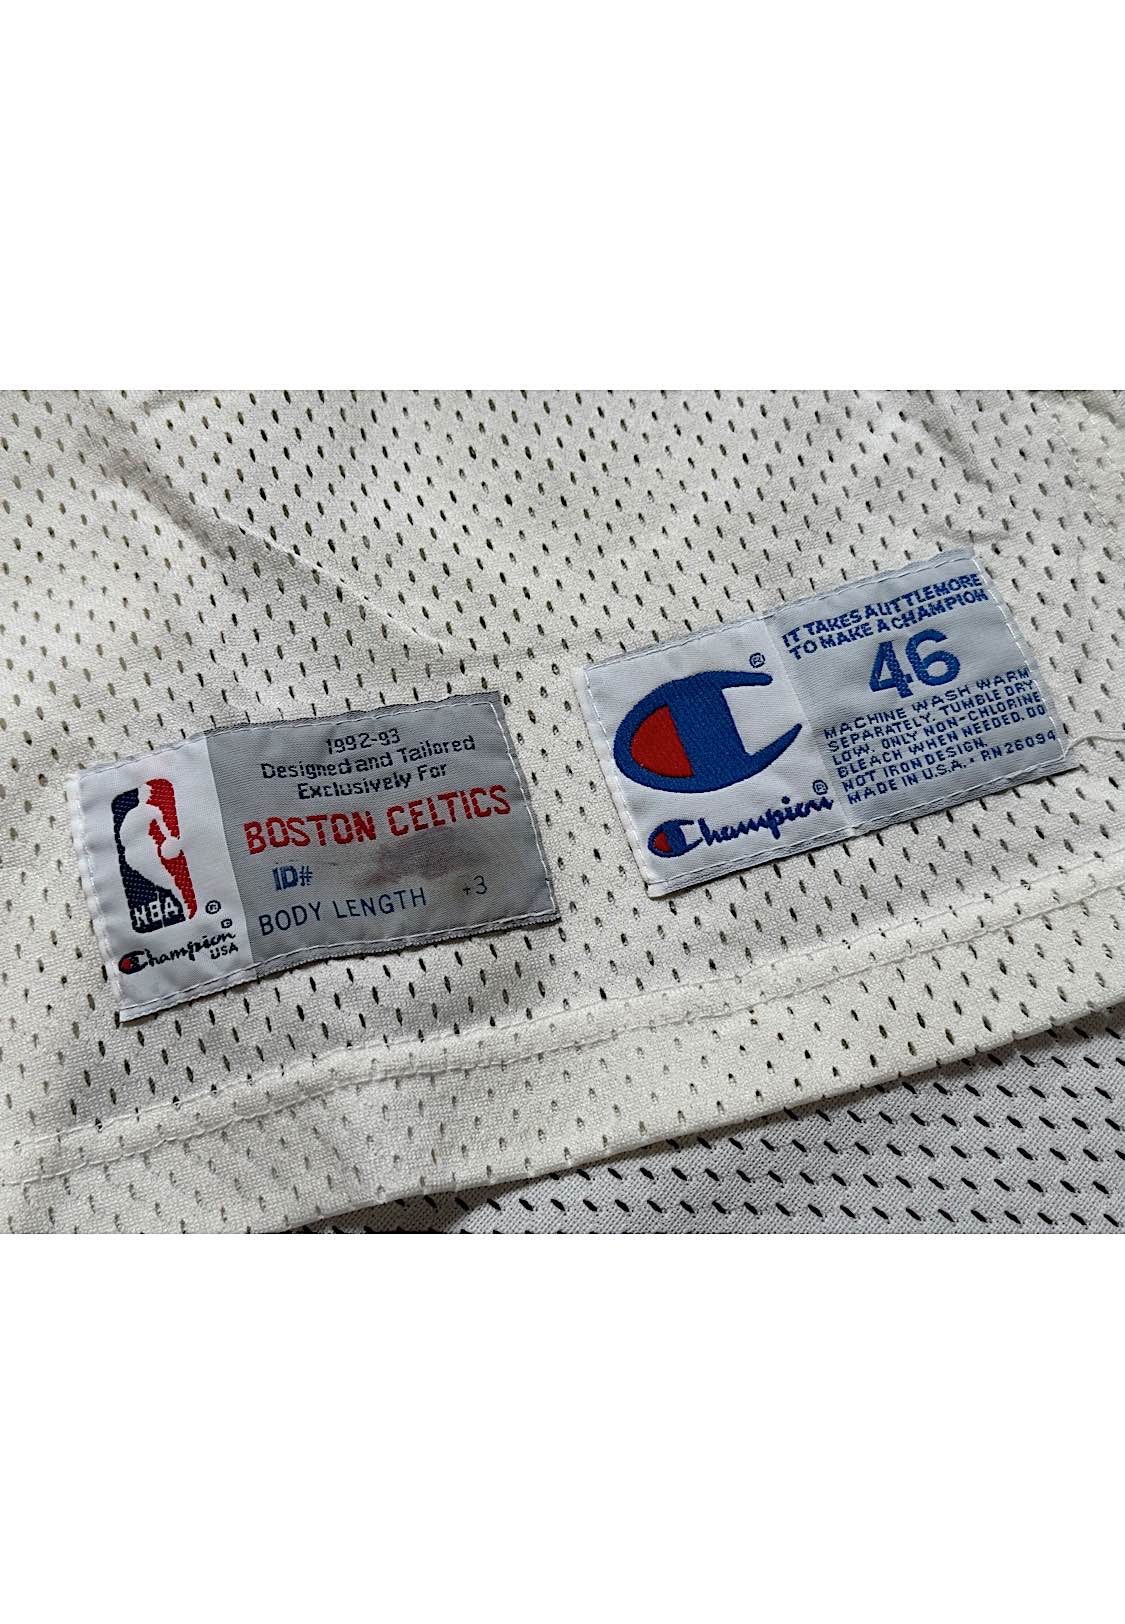 1992-93
Designed and Tailored
Exclusively For
BOSTON CELTICS
ID#
BODY LENGTH +3
NBA ®
©
Champion
USA
IT TAKES A LITTLE MORE
TO MAKE A CHAMPION
46
MACHINE WASH WARM
SEPARATELY. TUMBLE DRY
LOW. ONLY NON-CHLORINE
BLEACH WHEN NEEDED. DO
NOT IRON DESIGN.
MADE IN U.S.A. • RN 26094
®
Champion ®